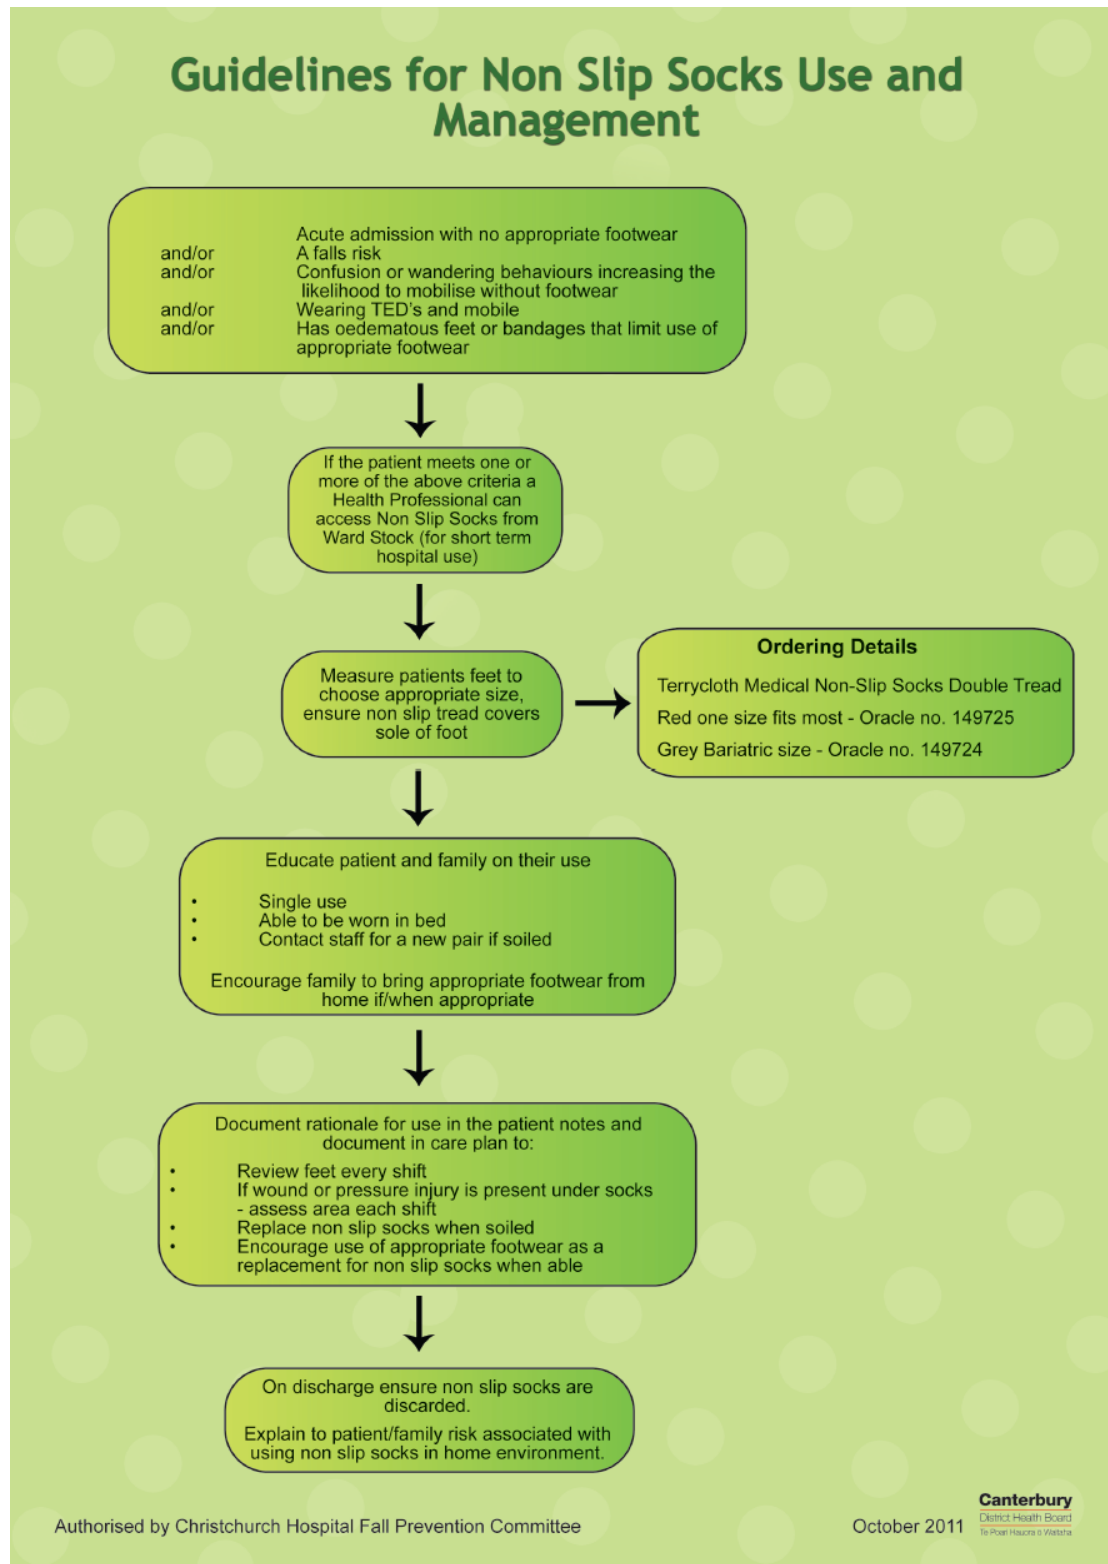 Guidelines for Non Slip Socks Use and
Management
Acute admission with no appropriate footwear
and/or A falls risk
and/or Confusion or wandering behaviours increasing the
likelihood to mobilise without footwear
and/or Wearing TED's and mobile
and/or Has oedematous feet or bandages that limit use of
appropriate footwear
If the patient meets one or
more of the above criteria a
Health Professional can
access Non Slip Socks from
Ward Stock (for short term
hospital use)
Measure patients feet to
choose appropriate size,
ensure non slip tread covers
sole of foot
Ordering Details
Terrycloth Medical Non-Slip Socks Double Tread
Red one size fits most - Oracle no. 149725
Grey Bariatric size - Oracle no. 149724
Educate patient and family on their use
• Single use
• Able to be worn in bed
• Contact staff for a new pair if soiled
Encourage family to bring appropriate footwear from
home if/when appropriate
Document rationale for use in the patient notes and
document in care plan to:
• Review feet every shift
• If wound or pressure injury is present under socks
- assess area each shift
• Replace non slip socks when soiled
• Encourage use of appropriate footwear as a
replacement for non slip socks when able
On discharge ensure non slip socks are
discarded.
Explain to patient/family risk associated with
using non slip socks in home environment.
Authorised by Christchurch Hospital Fall Prevention Committee
October 2011
Canterbury
District Health Board
Te Poari Hauora ō Waitaha